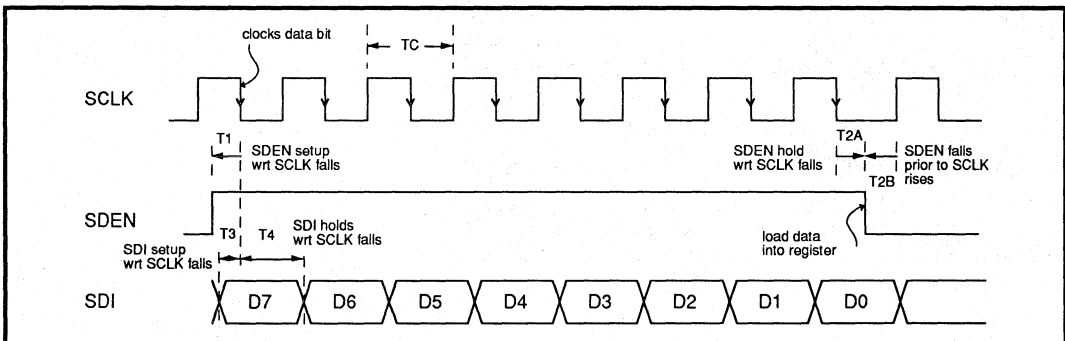 clocks data bit
TC
SCLK
T1
SDEN setup
wrt SCLK falls
SDEN hold
wrt SCLK falls
T2A
SDEN falls
prior to SCLK
rises
T2B
SDEN
T3
T4
SDI setup
wrt SCLK falls
SDI holds
wrt SCLK falls
load data
into register
SDI
D7
D6
D5
D4
D3
D2
D1
D0